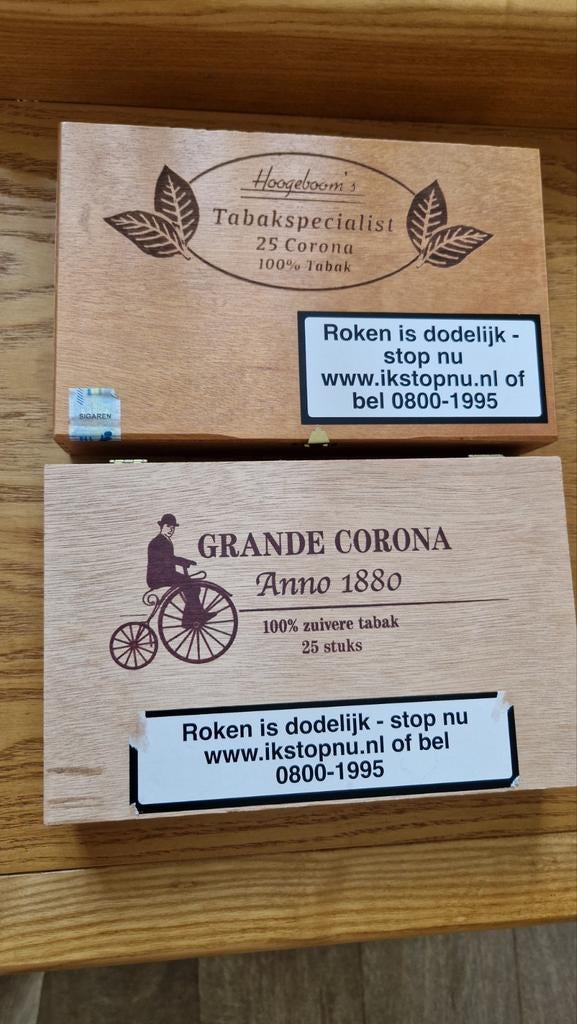 Hoogeboom's
Tabakspecialist
25 Corona
100% Tabak
Roken is dodelijk -
stop nu
www.ikstopnu.nl of
bel 0800-1995
SIGAREN
GRANDE CORONA
Anno 1880
100% zuivere tabak
25 stuks
Roken is dodelijk - stop nu
www.ikstopnu.nl of bel
0800-1995